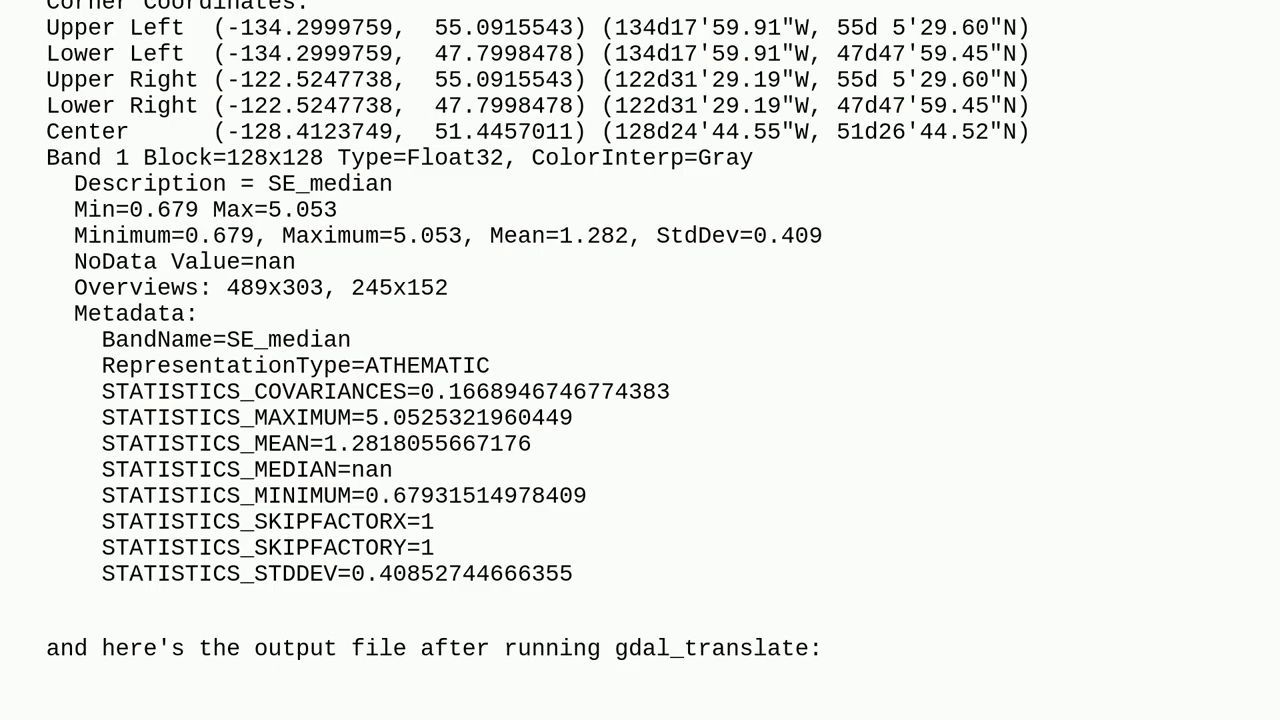 Corner Coordinates:
Upper Left  (-134.2999759,  55.0915543) (134d17'59.91"W, 55d 5'29.60"N)
Lower Left  (-134.2999759,  47.7998478) (134d17'59.91"W, 47d47'59.45"N)
Upper Right (-122.5247738,  55.0915543) (122d31'29.19"W, 55d 5'29.60"N)
Lower Right (-122.5247738,  47.7998478) (122d31'29.19"W, 47d47'59.45"N)
Center      (-128.4123749,  51.4457011) (128d24'44.55"W, 51d26'44.52"N)
Band 1 Block=128x128 Type=Float32, ColorInterp=Gray
  Description = SE_median
  Min=0.679 Max=5.053
  Minimum=0.679, Maximum=5.053, Mean=1.282, StdDev=0.409
  NoData Value=nan
  Overviews: 489x303, 245x152
  Metadata:
    BandName=SE_median
    RepresentationType=ATHEMATIC
    STATISTICS_COVARIANCES=0.1668946746774383
    STATISTICS_MAXIMUM=5.0525321960449
    STATISTICS_MEAN=1.2818055667176
    STATISTICS_MEDIAN=nan
    STATISTICS_MINIMUM=0.67931514978409
    STATISTICS_SKIPFACTORX=1
    STATISTICS_SKIPFACTORY=1
    STATISTICS_STDDEV=0.40852744666355
and here's the output file after running gdal_translate: